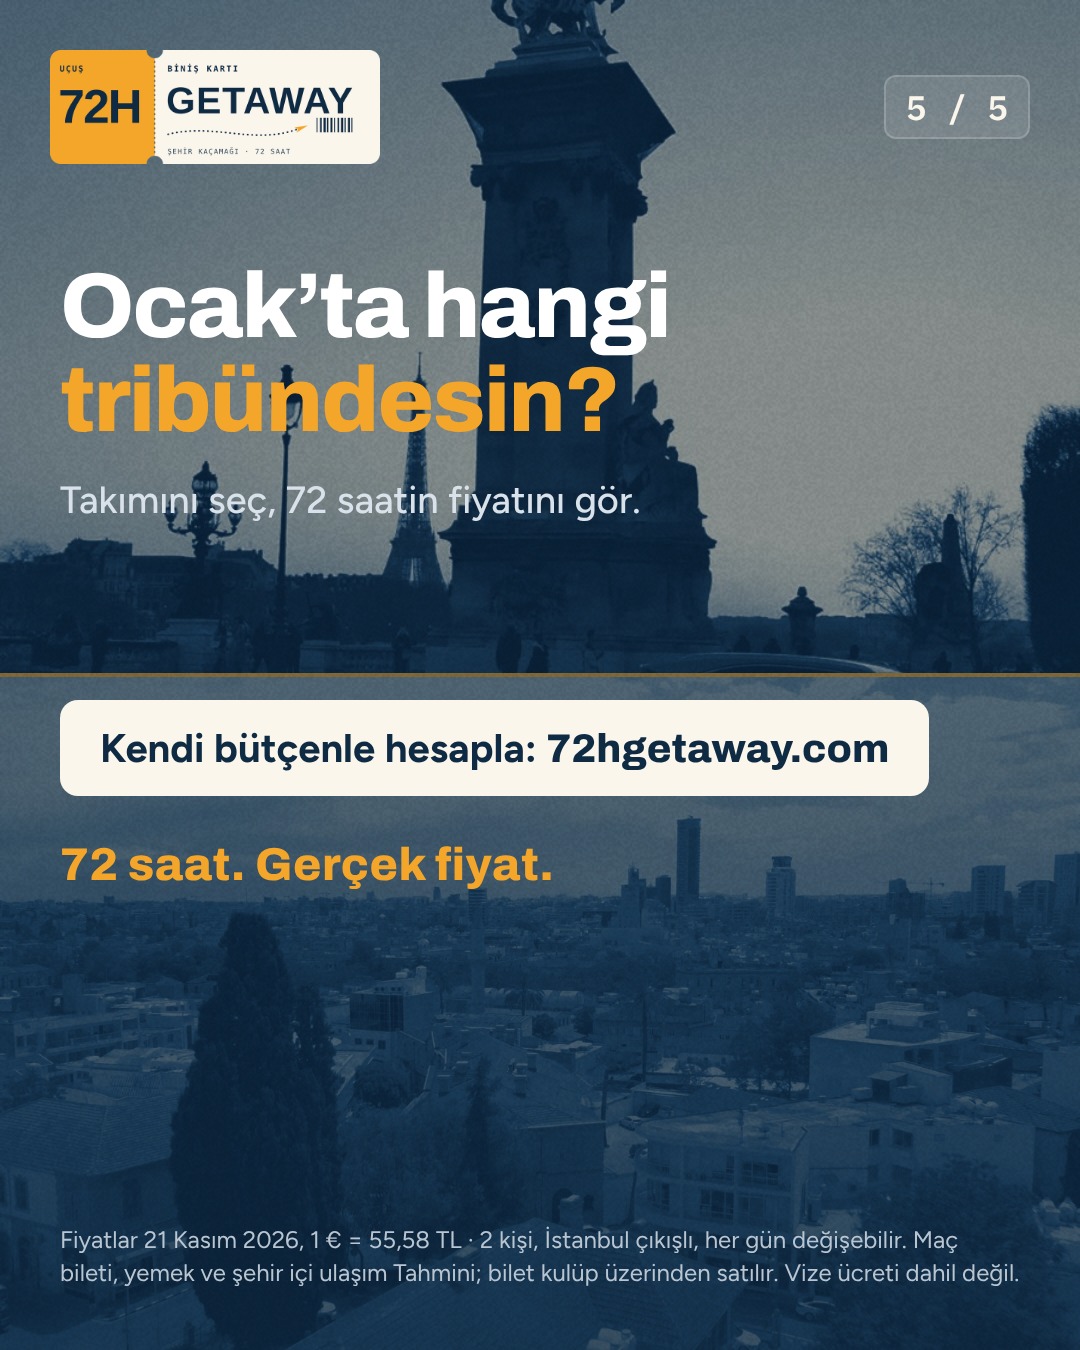 UÇUŞ
72H
BİNİŞ KARTI
GETAWAY
ŞEHİR KAÇAMAĞI · 72 SAAT
5 / 5
Ocak’ta hangi
tribündesin?
Takımını seç, 72 saatin fiyatını gör.
Kendi bütçenle hesapla: 72hgetaway.com
72 saat. Gerçek fiyat.
Fiyatlar 21 Kasım 2026, 1 € = 55,58 TL · 2 kişi, İstanbul çıkışlı, her gün değişebilir. Maç
bileti, yemek ve şehir içi ulaşım Tahmini; bilet kulüp üzerinden satılır. Vize ücreti dahil değil.